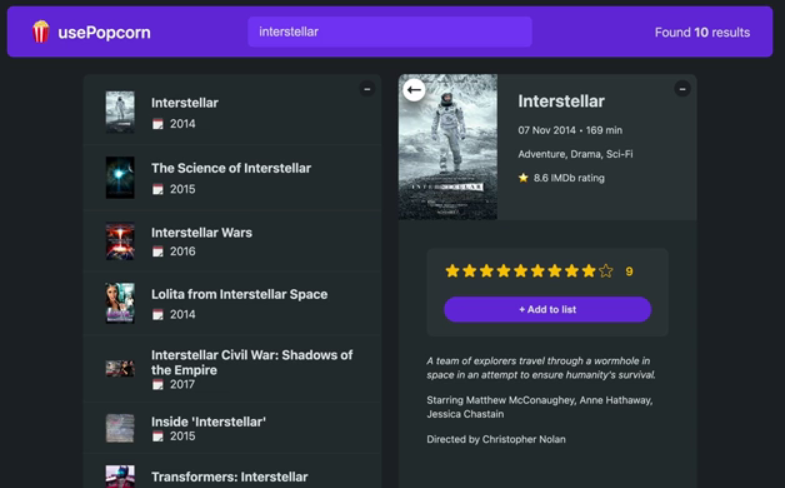 usePopcorn
interstellar
Found 10 results
Interstellar
2014
The Science of Interstellar
2015
Interstellar Wars
2016
Lolita from Interstellar Space
2014
Interstellar Civil War: Shadows of
the Empire
2017
Inside 'Interstellar'
2015
Transformers: Interstellar
INTERSTELLAR
Interstellar
07 Nov 2014 • 169 min
Adventure, Drama, Sci-Fi
8.6 IMDb rating
9
+ Add to list
A team of explorers travel through a wormhole in
space in an attempt to ensure humanity's survival.
Starring Matthew McConaughey, Anne Hathaway,
Jessica Chastain
Directed by Christopher Nolan